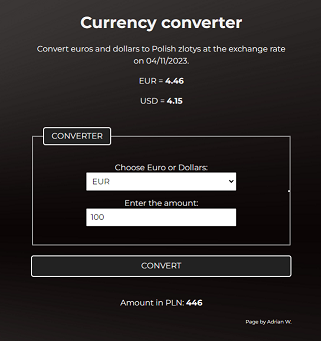 Currency converter
Convert euros and dollars to Polish zlotys at the exchange rate
on 04/11/2023.
EUR = 4.46
USD = 4.15
CONVERTER
Choose Euro or Dollars:
EUR
Enter the amount:
100
CONVERT
Amount in PLN: 446
Page by Adrian W.